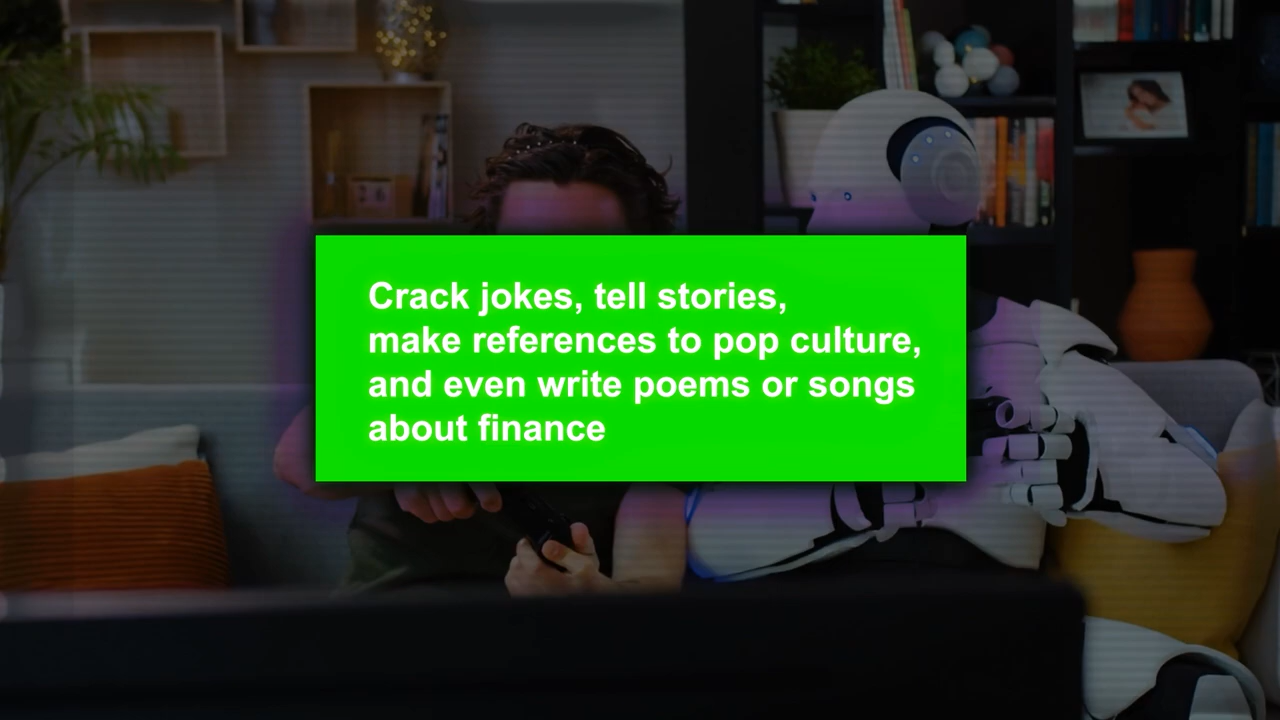 Crack jokes, tell stories,
make references to pop culture,
and even write poems or songs
about finance